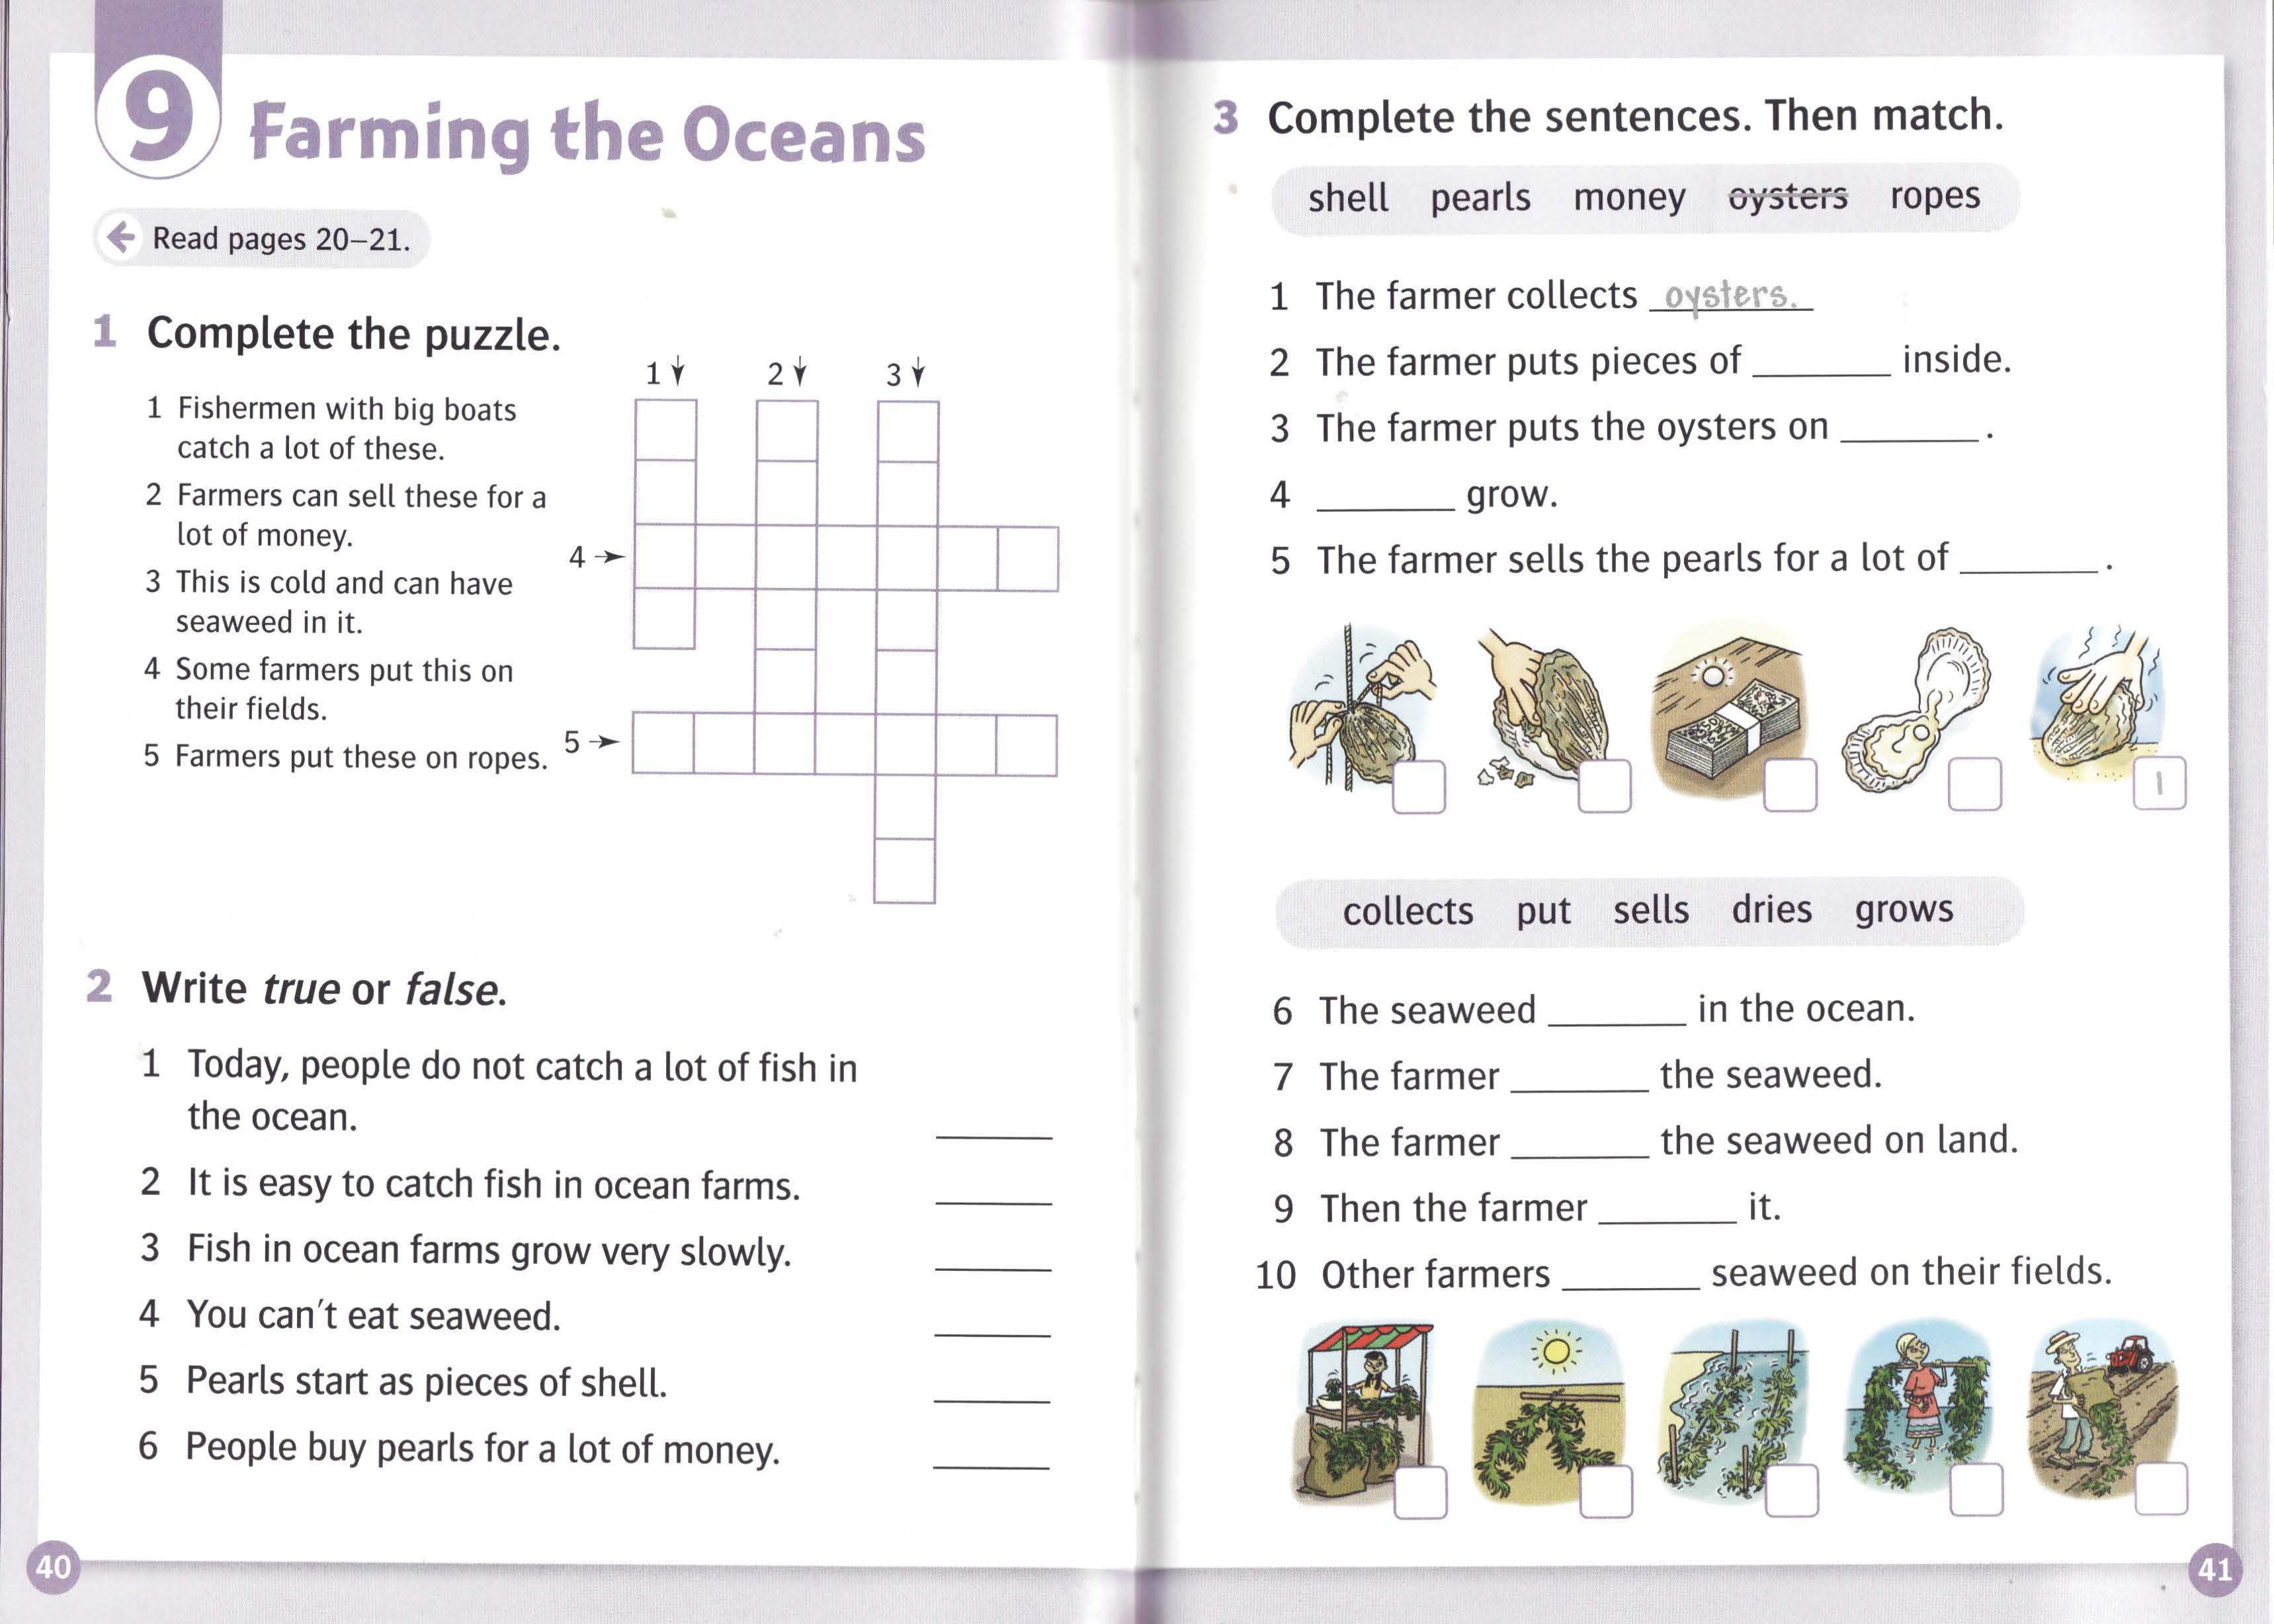 9 Farming the Oceans
Read pages 20–21.
1 Complete the puzzle.
1 Fishermen with big boats
catch a lot of these.
2 Farmers can sell these for a
lot of money.
3 This is cold and can have
seaweed in it.
4 Some farmers put this on
their fields.
5 Farmers put these on ropes.
1
2
3
4
5
2 Write true or false.
1 Today, people do not catch a lot of fish in
the ocean.
2 It is easy to catch fish in ocean farms.
3 Fish in ocean farms grow very slowly.
4 You can't eat seaweed.
5 Pearls start as pieces of shell.
6 People buy pearls for a lot of money.
40
3 Complete the sentences. Then match.
shell pearls money oysters ropes
1 The farmer collects oysters.
2 The farmer puts pieces of ______ inside.
3 The farmer puts the oysters on ______ .
4 ______ grow.
5 The farmer sells the pearls for a lot of ______ .
1
collects put sells dries grows
6 The seaweed ______ in the ocean.
7 The farmer ______ the seaweed.
8 The farmer ______ the seaweed on land.
9 Then the farmer ______ it.
10 Other farmers ______ seaweed on their fields.
41